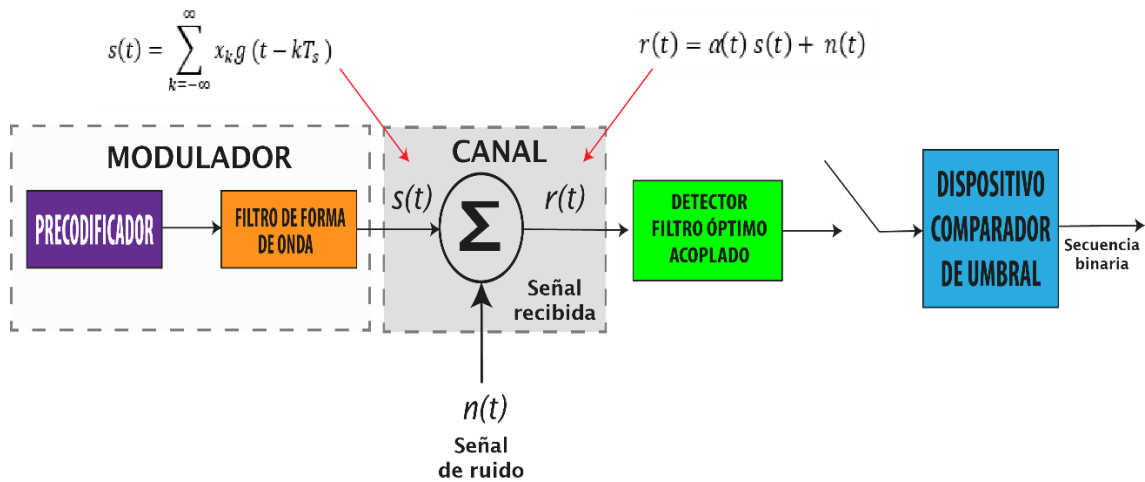 s(t) = ∑_{k=-∞}^{∞} x_k g (t − kT_s )
r(t) = α(t) s(t) + n(t)
MODULADOR
CANAL
PRECODIFICADOR
FILTRO DE FORMA
DE ONDA
s(t)
Σ
r(t)
DETECTOR
FILTRO ÓPTIMO
ACOPLADO
DISPOSITIVO
COMPARADOR
DE UMBRAL
Secuencia
binaria
Señal
recibida
n(t)
Señal
de ruido